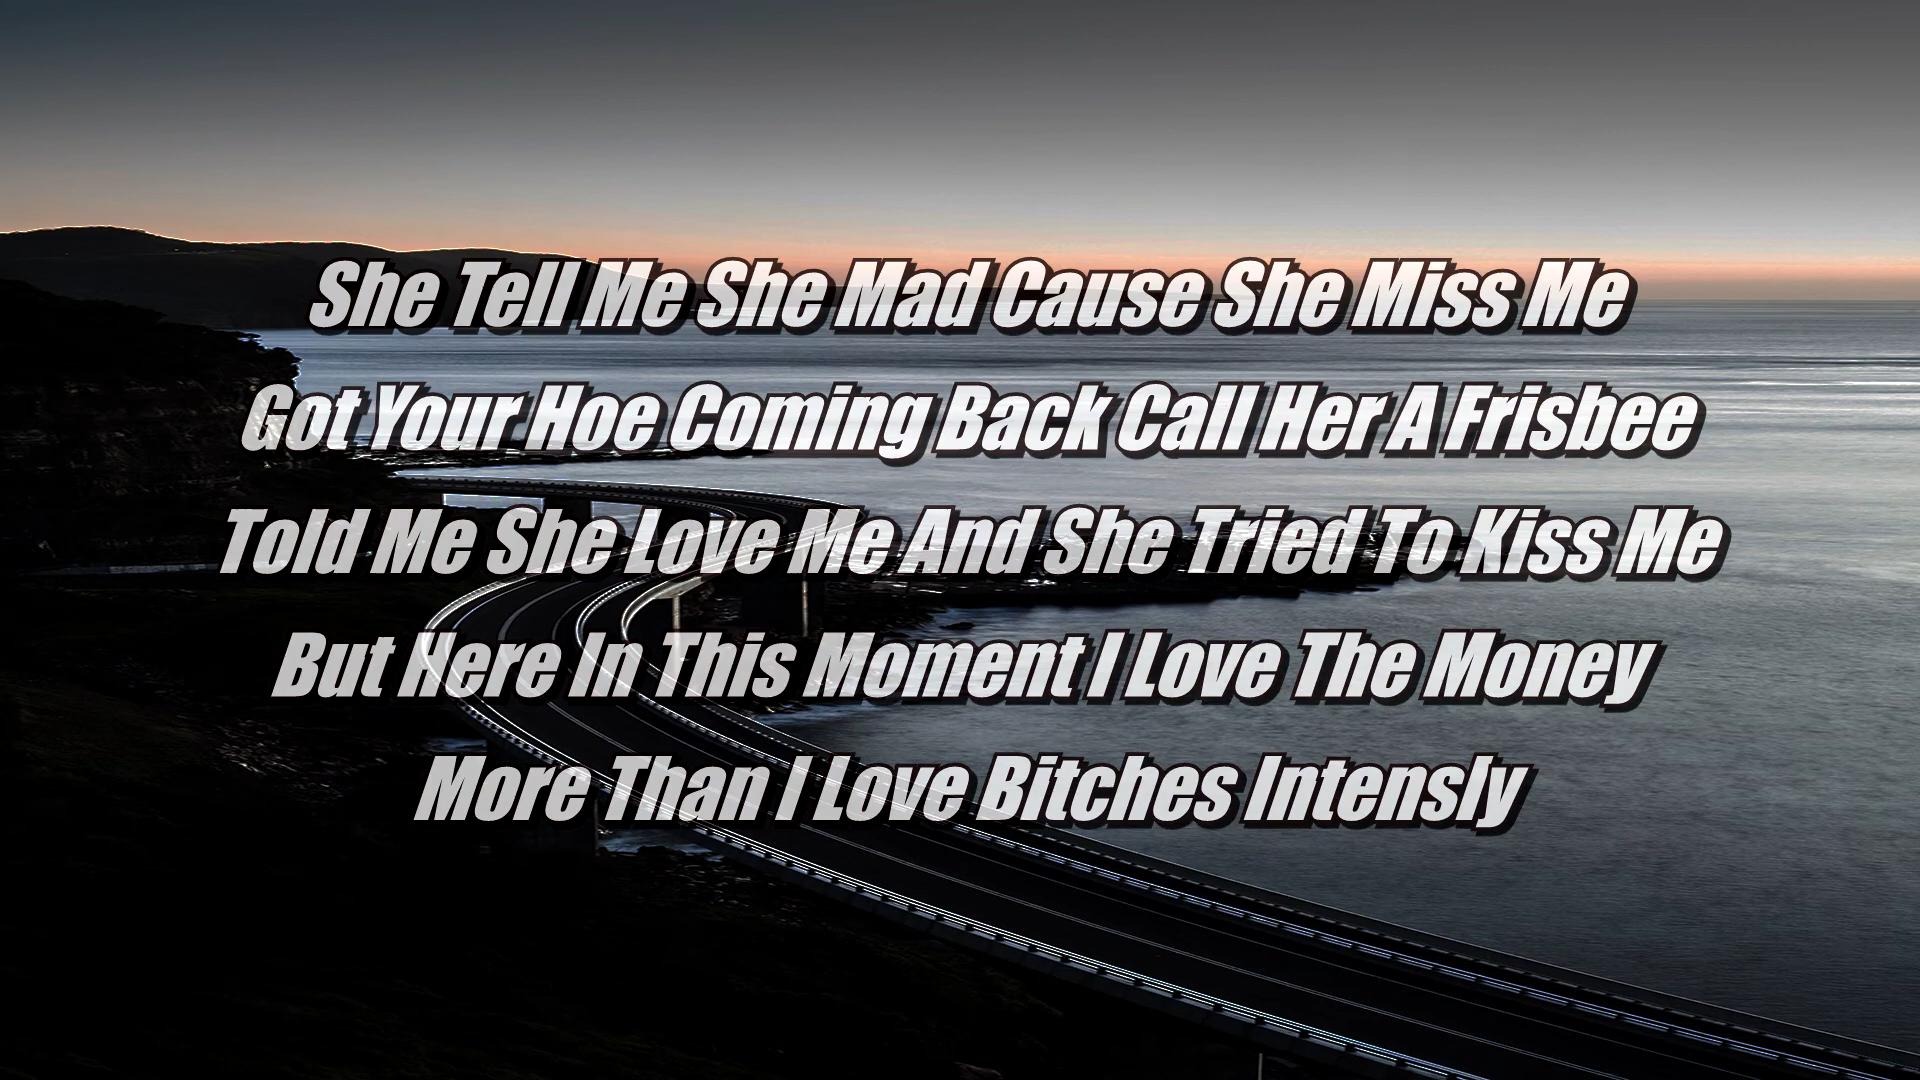 She Tell Me She Mad Cause She Miss Me
Got Your Hoe Coming Back Call Her A Frisbee
Told Me She Love Me And She Tried To Kiss Me
But Here In This Moment I Love The Money
More Than I Love Bitches Intensly